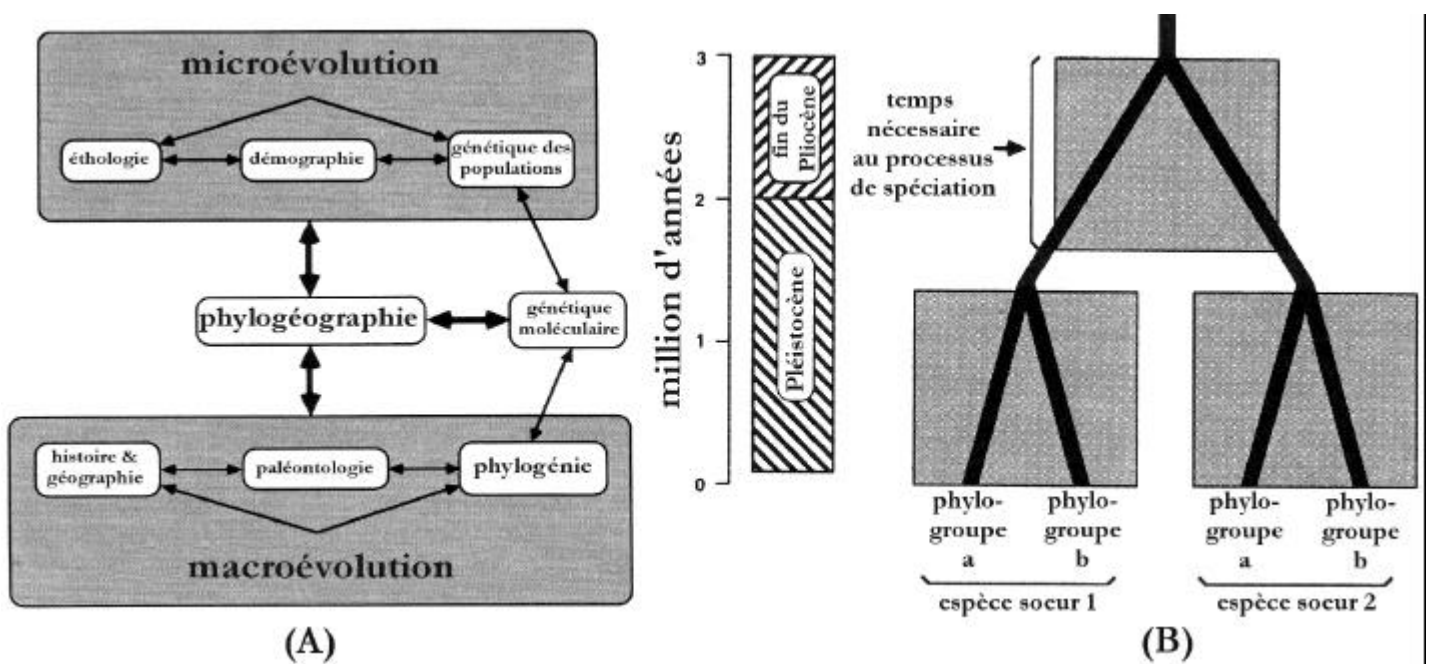 microévolution
éthologie
démographie
génétique des
populations
phylogéographie
génétique
moléculaire
histoire &
géographie
paléontologie
phylogénie
macroévolution
(A)
million d'années
3
2
1
0
fin du
Pliocène
Pléistocène
temps
nécessaire
au processus
de spéciation
phylo-
groupe
a
phylo-
groupe
b
phylo-
groupe
a
phylo-
groupe
b
espèce soeur 1
espèce soeur 2
(B)